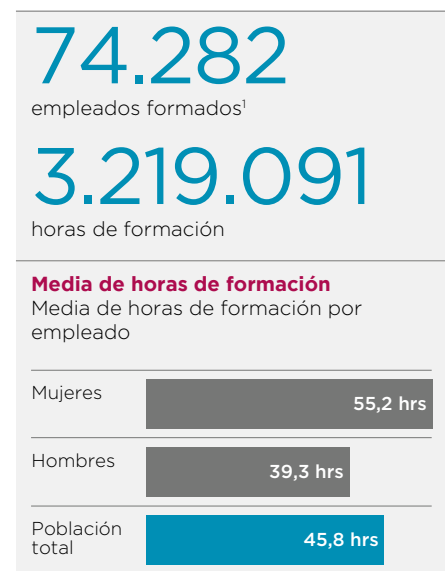 74.282
empleados formados¹
3.219.091
horas de formación
Media de horas de formación
Media de horas de formación por
empleado
Mujeres
55,2 hrs
Hombres
39,3 hrs
Población
total
45,8 hrs